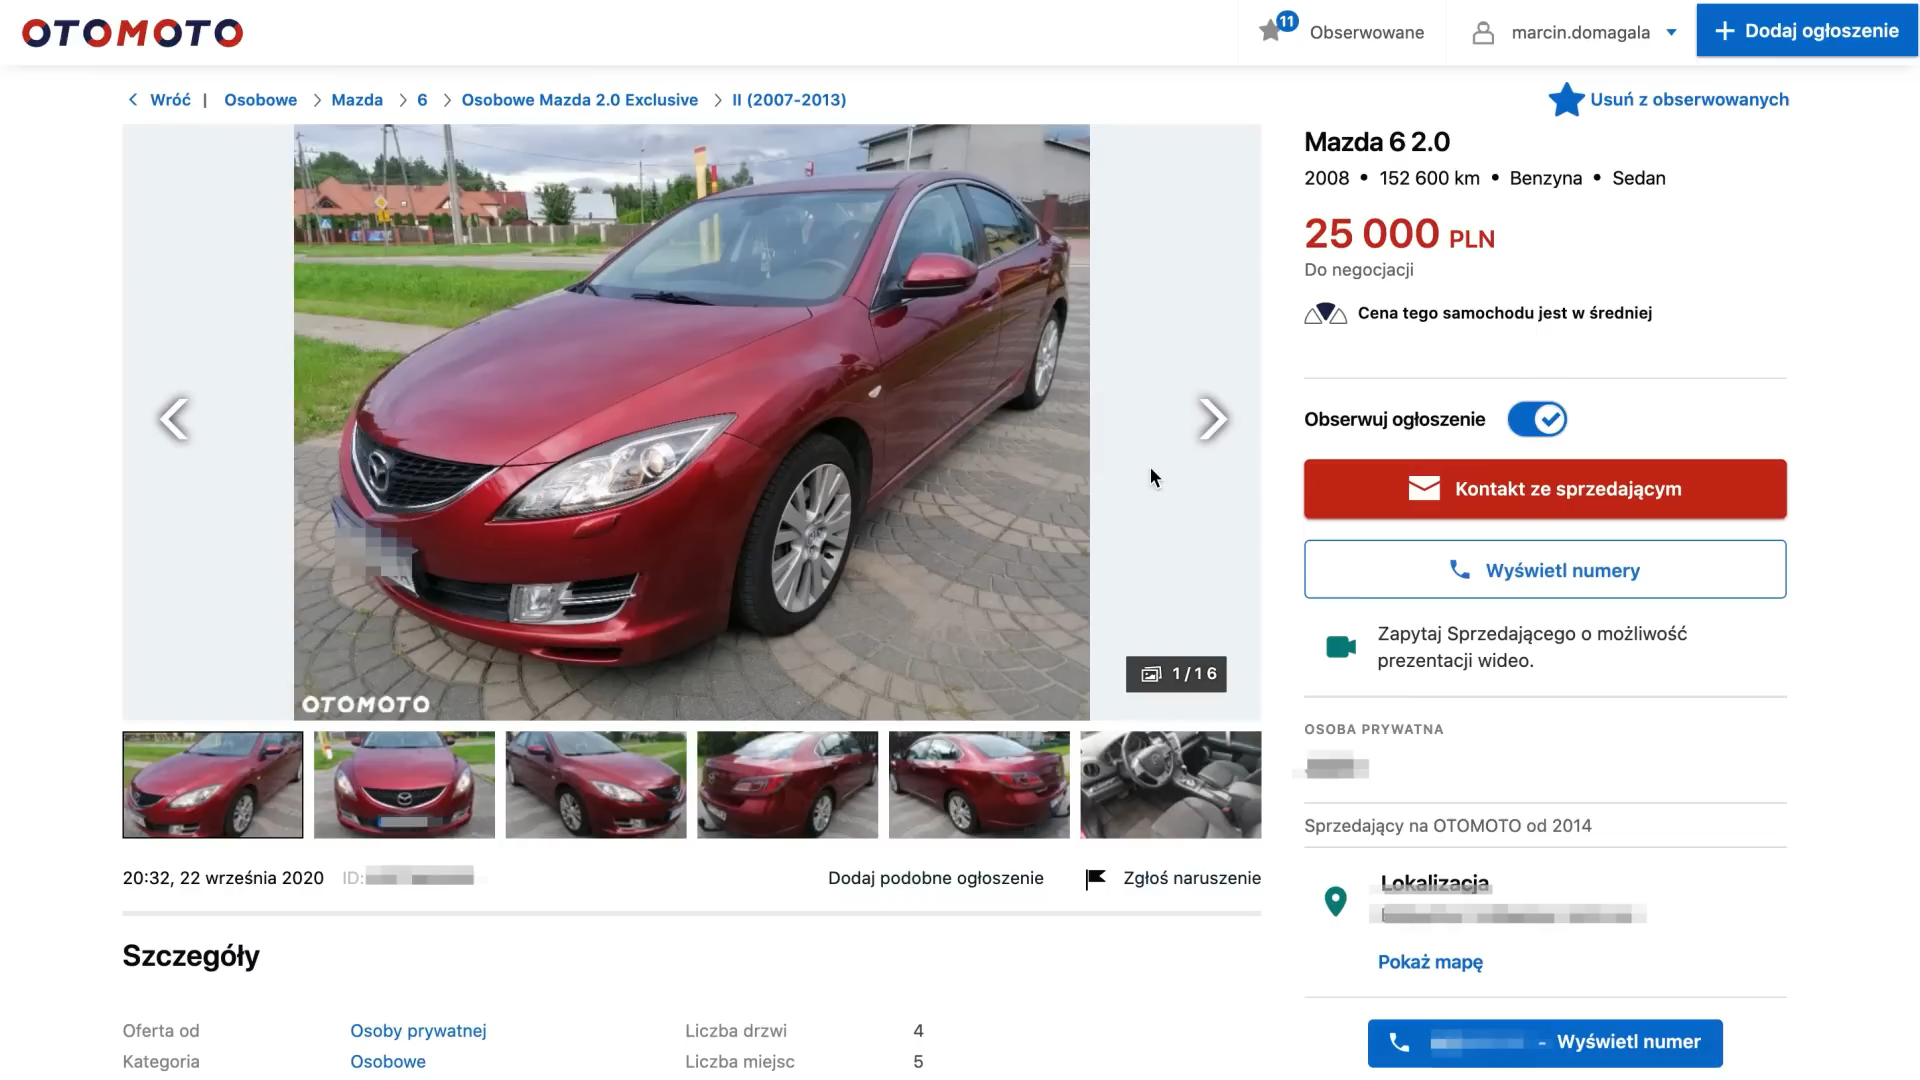 OTOMOTO
11
Obserwowane
marcin.domagala
+ Dodaj ogłoszenie
Wróć | Osobowe > Mazda > 6 > Osobowe Mazda 2.0 Exclusive > II (2007-2013)
Usuń z obserwowanych
Mazda 6 2.0
2008 • 152 600 km • Benzyna • Sedan
25 000 PLN
Do negocjacji
Cena tego samochodu jest w średniej
Obserwuj ogłoszenie
Kontakt ze sprzedającym
Wyświetl numery
Zapytaj Sprzedającego o możliwość
prezentacji wideo.
OTOMOTO
1/16
OSOBA PRYWATNA
Sprzedający na OTOMOTO od 2014
20:32, 22 września 2020 ID:
Dodaj podobne ogłoszenie
Zgłoś naruszenie
Lokalizacja
Pokaż mapę
Szczegóły
Oferta od Osoby prywatnej Liczba drzwi 4
Kategoria Osobowe Liczba miejsc 5
- Wyświetl numer